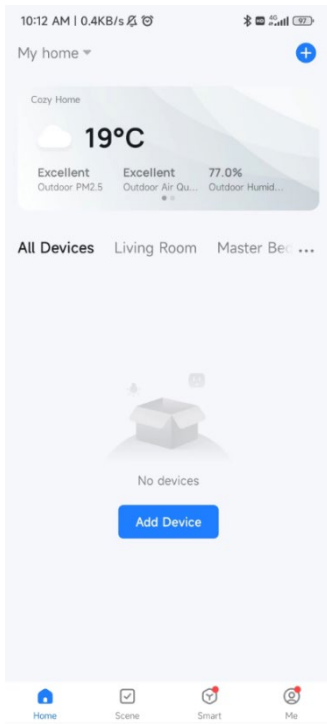 10:12 AM | 0.4KB/s
4G
97
My home
Cozy Home
19°C
Excellent Excellent 77.0%
Outdoor PM2.5 Outdoor Air Qu... Outdoor Humid...
All Devices Living Room Master Bec ...
No devices
Add Device
Home Scene Smart Me